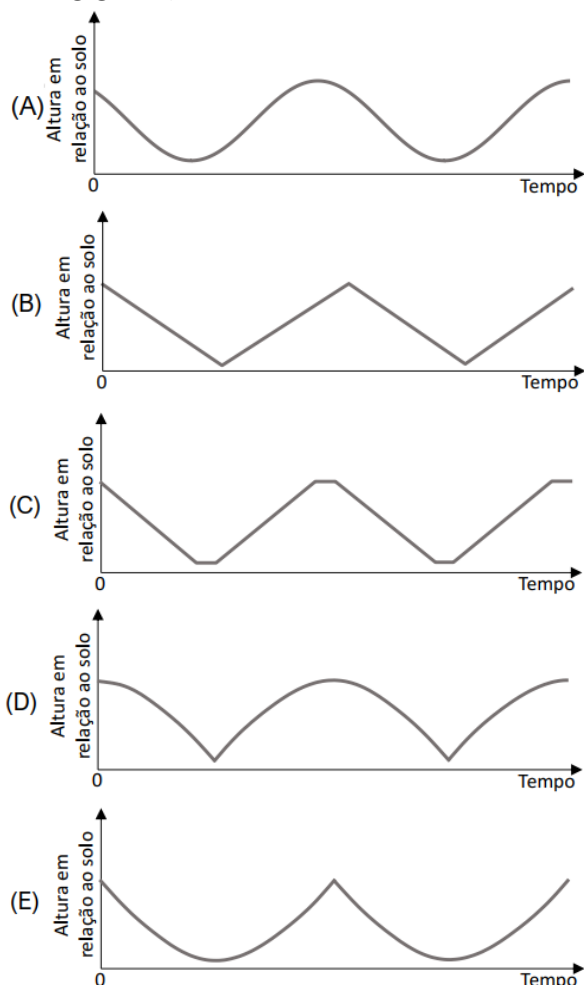 (A)
Altura em
relação ao solo
0
Tempo
(B)
Altura em
relação ao solo
0
Tempo
(C)
Altura em
relação ao solo
0
Tempo
(D)
Altura em
relação ao solo
0
Tempo
(E)
Altura em
relação ao solo
0
Tempo